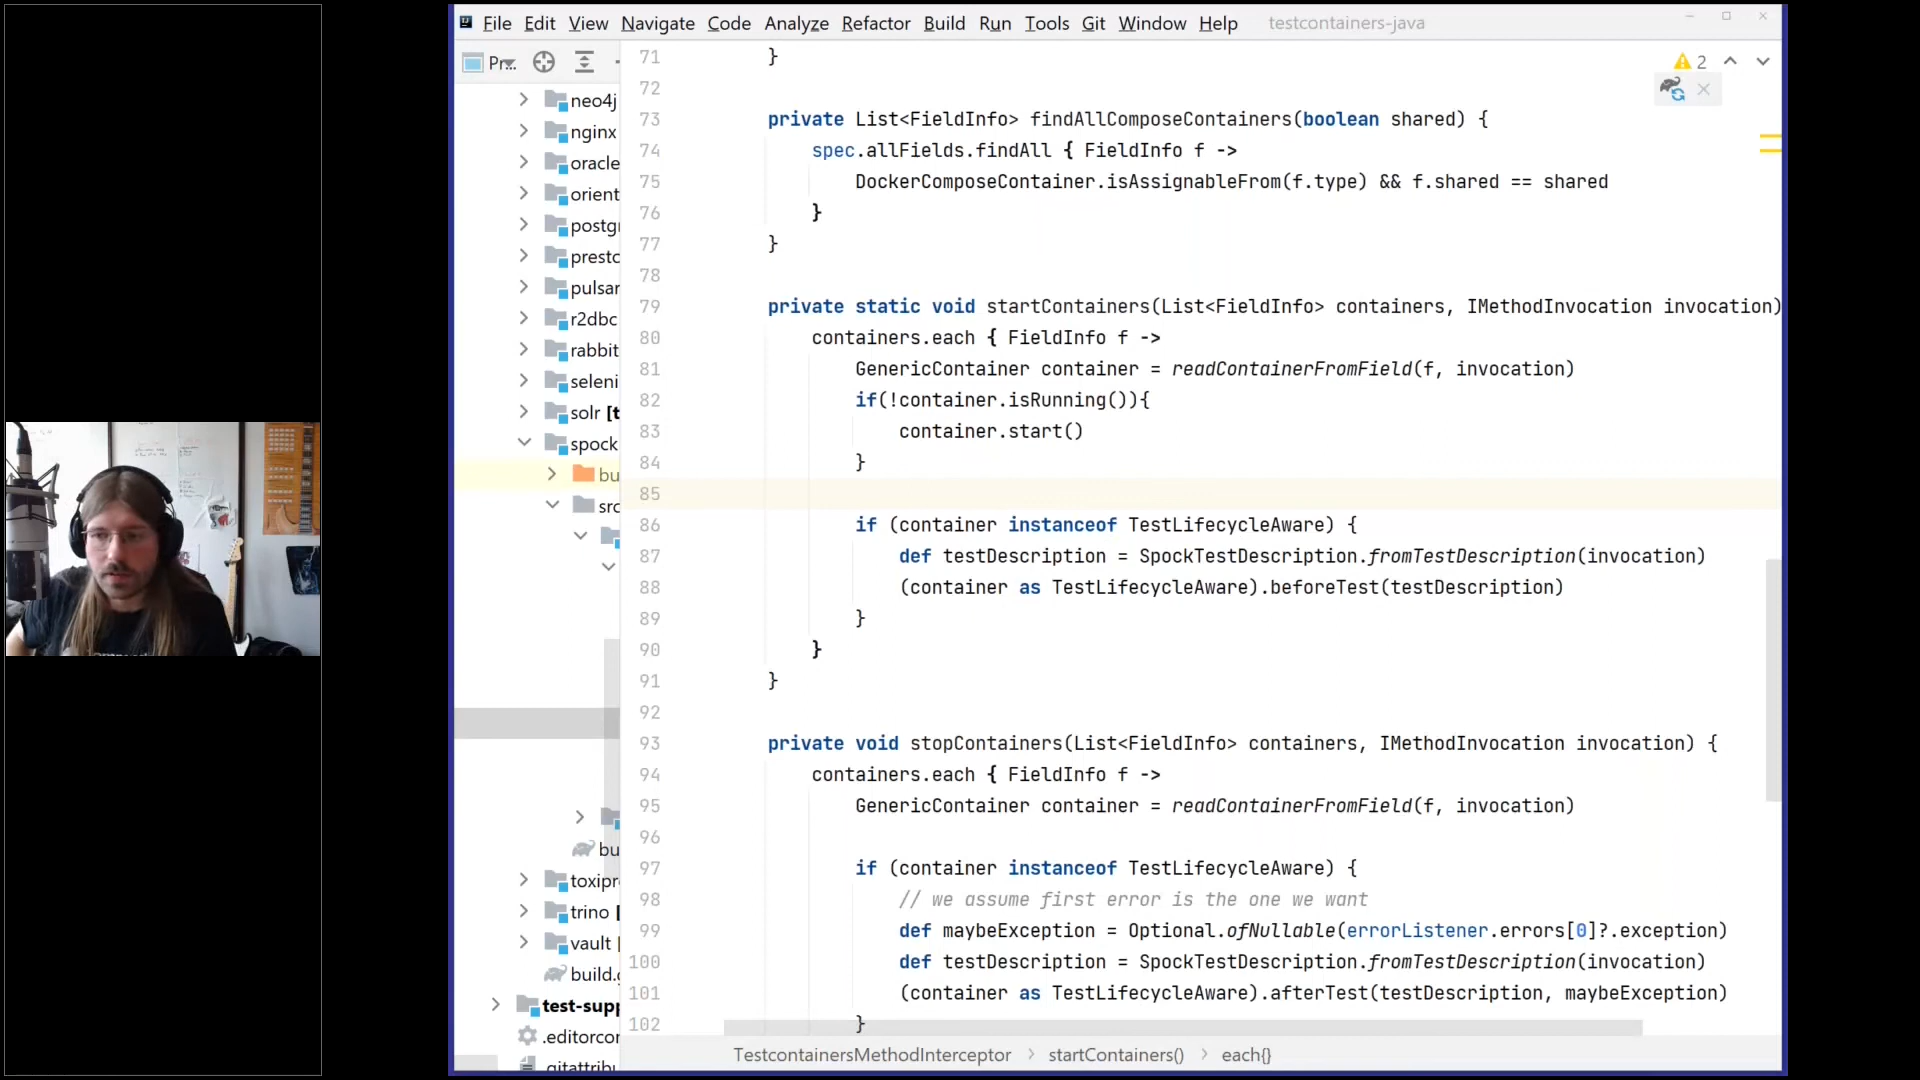 File Edit View Navigate Code Analyze Refactor Build Run Tools Git Window Help testcontainers-java
Pr...
2
neo4j
nginx
oracle
orient
postgr
presto
pulsar
r2dbc
rabbit
seleni
solr [t
spock
bu
src
bu
toxipr
trino [
vault [
build.g
test-supp
.editorcor
.gitattribu
71 }
72
73 private List<FieldInfo> findAllComposeContainers(boolean shared) {
74 spec.allFields.findAll { FieldInfo f ->
75 DockerComposeContainer.isAssignableFrom(f.type) && f.shared == shared
76 }
77 }
78
79 private static void startContainers(List<FieldInfo> containers, IMethodInvocation invocation)
80 containers.each { FieldInfo f ->
81 GenericContainer container = readContainerFromField(f, invocation)
82 if(!container.isRunning()){
83 container.start()
84 }
85
86 if (container instanceof TestLifecycleAware) {
87 def testDescription = SpockTestDescription.fromTestDescription(invocation)
88 (container as TestLifecycleAware).beforeTest(testDescription)
89 }
90 }
91 }
92
93 private void stopContainers(List<FieldInfo> containers, IMethodInvocation invocation) {
94 containers.each { FieldInfo f ->
95 GenericContainer container = readContainerFromField(f, invocation)
96
97 if (container instanceof TestLifecycleAware) {
98 // we assume first error is the one we want
99 def maybeException = Optional.ofNullable(errorListener.errors[0]?.exception)
100 def testDescription = SpockTestDescription.fromTestDescription(invocation)
101 (container as TestLifecycleAware).afterTest(testDescription, maybeException)
102 }
TestcontainersMethodInterceptor > startContainers() > each{}